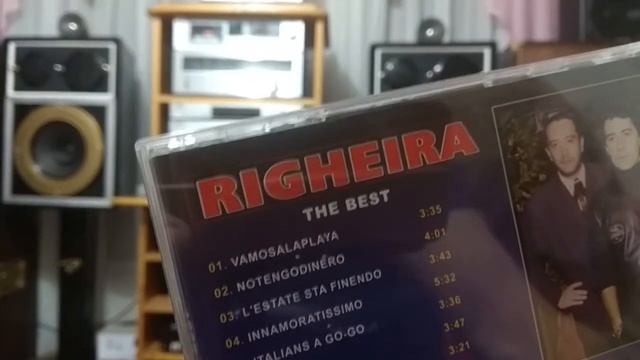 RIGHEIRA
THE BEST
01. VAMOSALAPLAYA 3:35
02. NOTENGODINERO 4:01
03. L'ESTATE STA FINENDO 3:43
04. INNAMORATISSIMO 5:32
ITALIANS A GO-GO 3:36
3:47
3:21